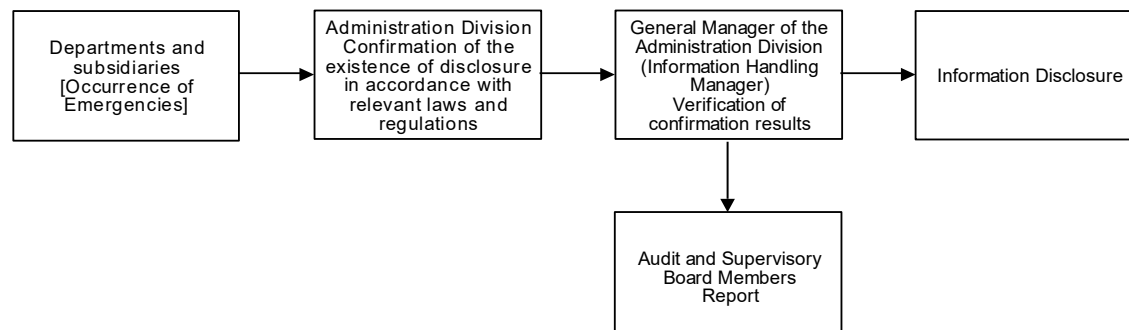 Departments and
subsidiaries
[Occurrence of
Emergencies]
Administration Division
Confirmation of the
existence of disclosure
in accordance with
relevant laws and
regulations
General Manager of the
Administration Division
(Information Handling
Manager)
Verification of
confirmation results
Information Disclosure
Audit and Supervisory
Board Members
Report